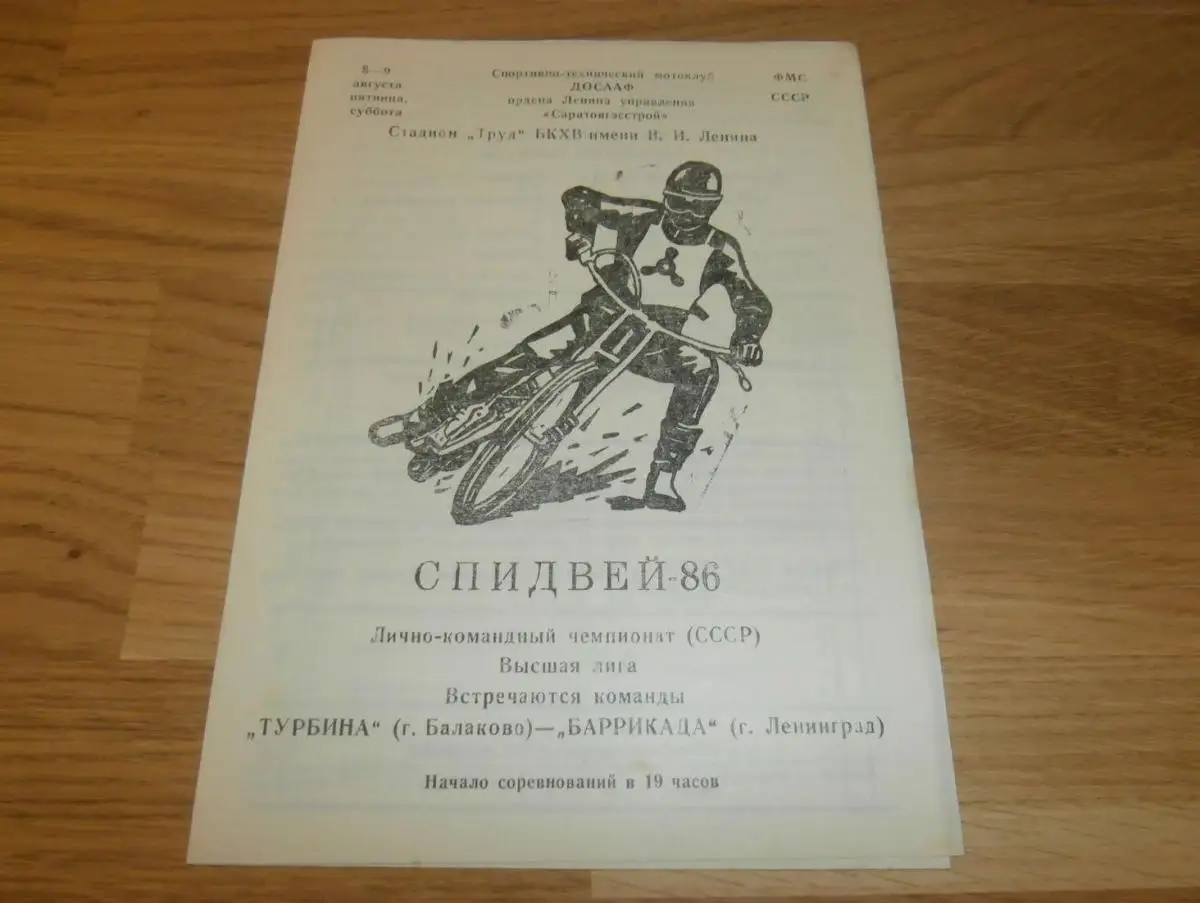 8—9
августа
пятница,
суббота
Спортивно-технический мотоклуб
ДОСААФ
ордена Ленина управления
«Саратовгэсстрой»
ФМС
СССР
Стадион „Труд" БКХВ имени В. И. Ленина
СПИДВЕЙ-86
Лично-командный чемпионат (СССР)
Высшая лига
Встречаются команды
„ТУРБИНА" (г. Балаково)—„БАРРИКАДА" (г. Ленинград)
Начало соревнований в 19 часов